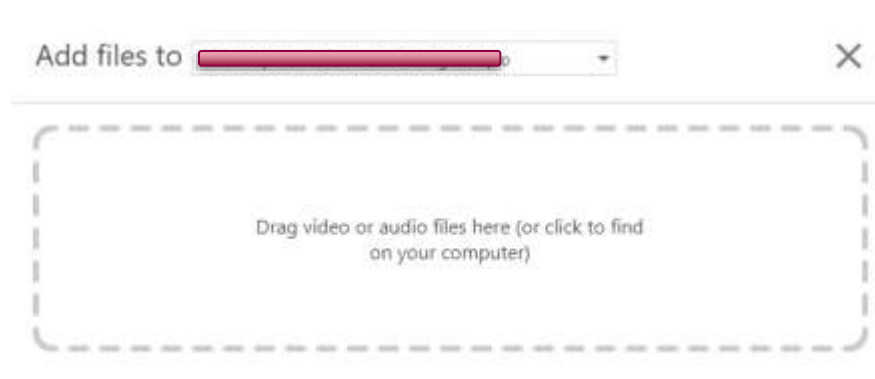 Add files to
Drag video or audio files here (or click to find
on your computer)